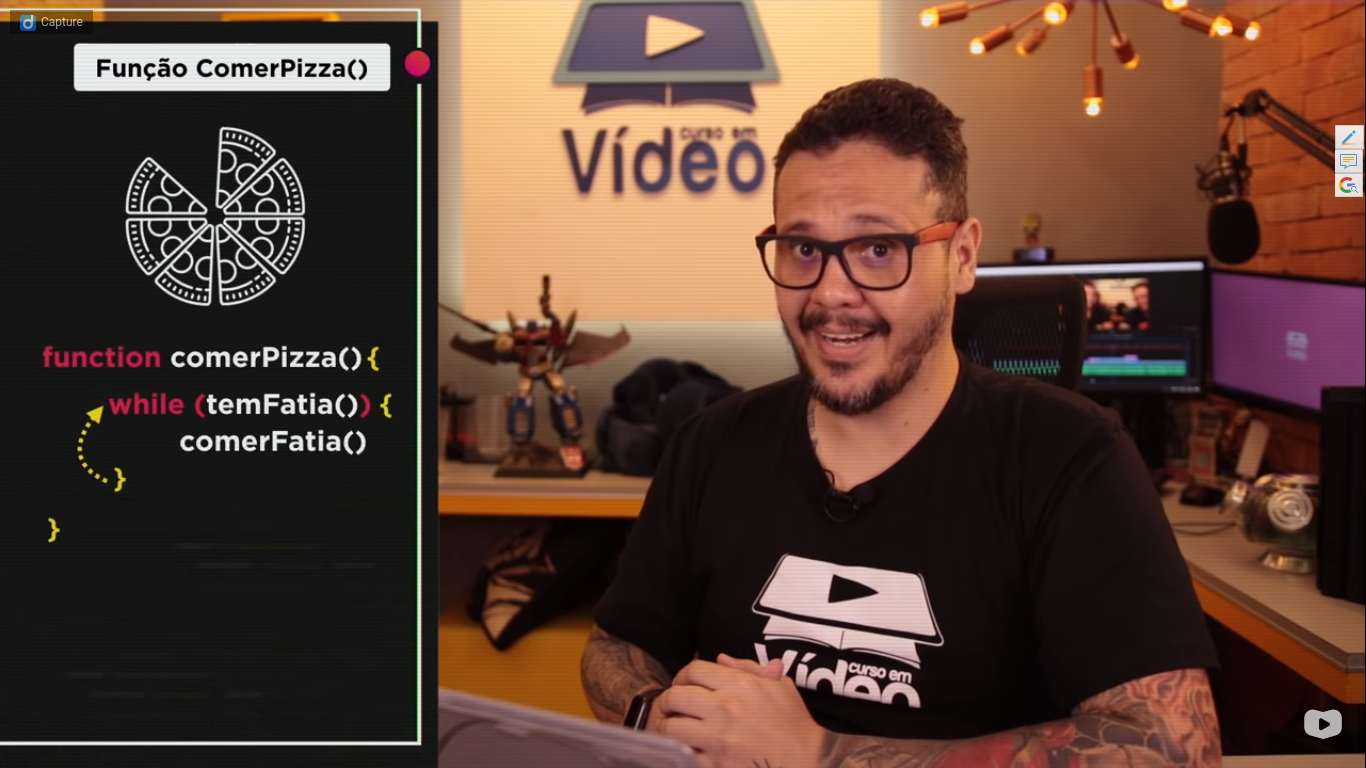 Capture
Função ComerPizza()
function comerPizza() {
while (temFatia()) {
comerFatia()
}
}
curso em
Vídeo
curso em
Vídeo